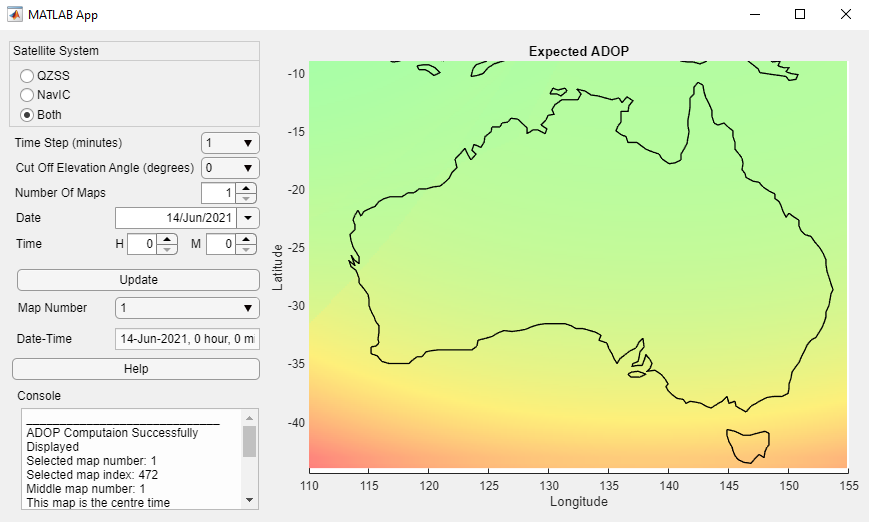 MATLAB App
Satellite System
QZSS
NavIC
Both
Time Step (minutes) 1
Cut Off Elevation Angle (degrees) 0
Number Of Maps 1
Date 14/Jun/2021
Time H 0 M 0
Update
Map Number 1
Date-Time 14-Jun-2021, 0 hour, 0 mi
Help
Console
ADOP Computaion Successfully
Displayed
Selected map number: 1
Selected map index: 472
Middle map number: 1
This map is the centre time
Expected ADOP
Latitude
-10
-15
-20
-25
-30
-35
-40
110 115 120 125 130 135 140 145 150 155
Longitude